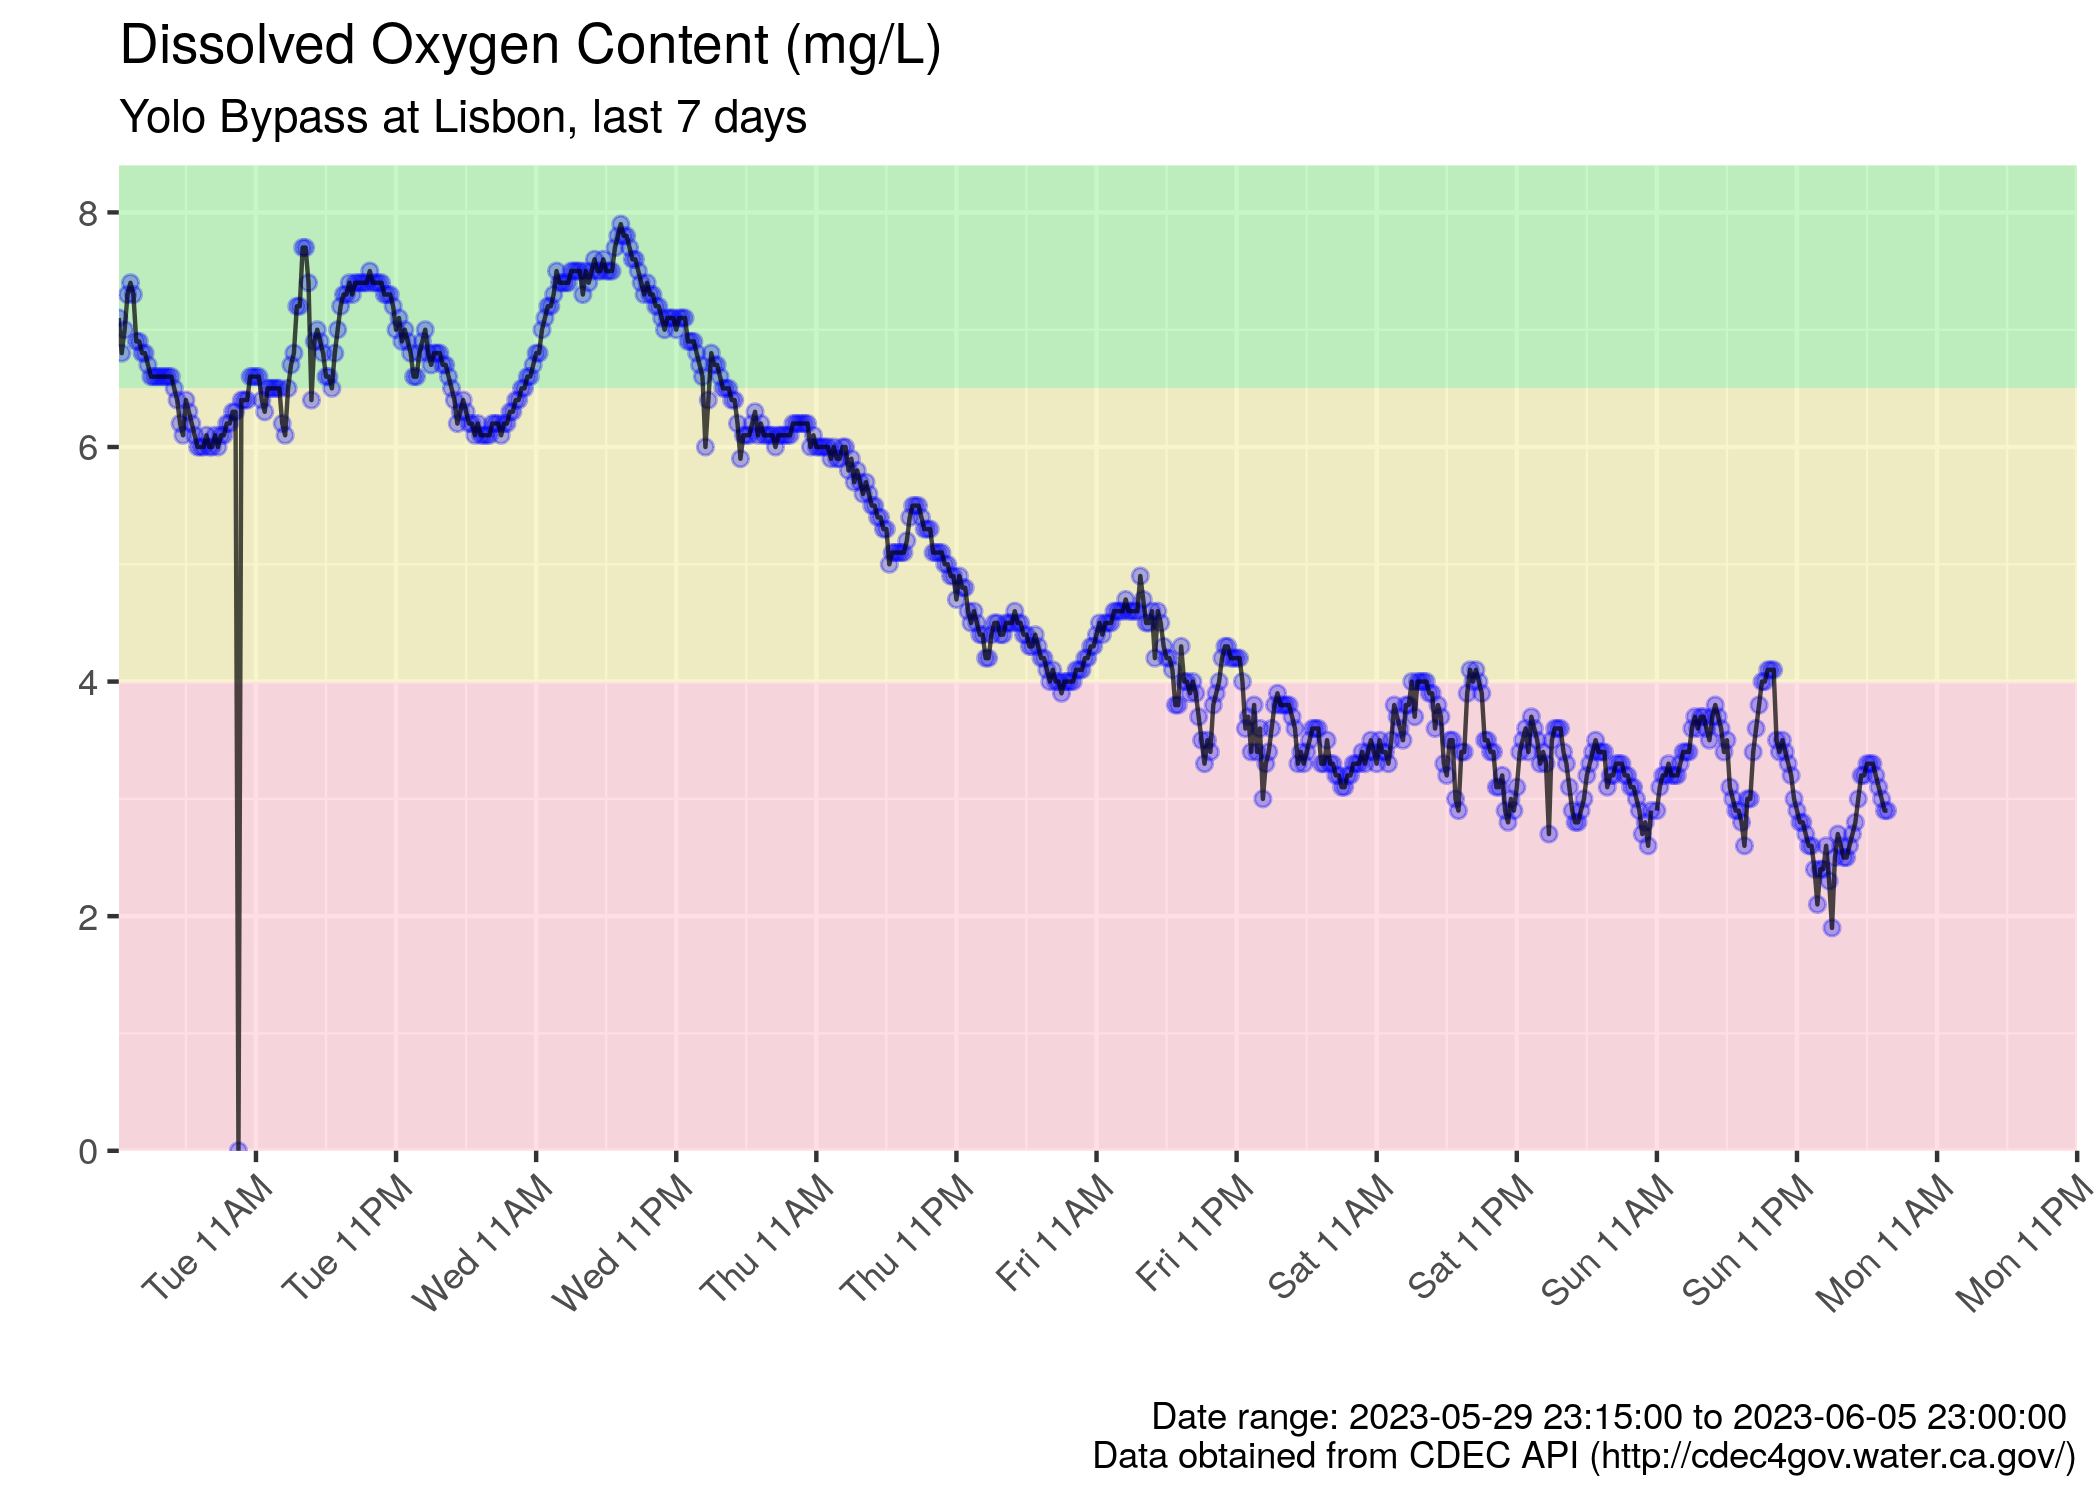 Dissolved Oxygen Content (mg/L)
Yolo Bypass at Lisbon, last 7 days
8
6
4
2
0
Tue 11AM
Tue 11PM
Wed 11AM
Wed 11PM
Thu 11AM
Thu 11PM
Fri 11AM
Fri 11PM
Sat 11AM
Sat 11PM
Sun 11AM
Sun 11PM
Mon 11AM
Mon 11PM
Date range: 2023-05-29 23:15:00 to 2023-06-05 23:00:00
Data obtained from CDEC API (http://cdec4gov.water.ca.gov/)